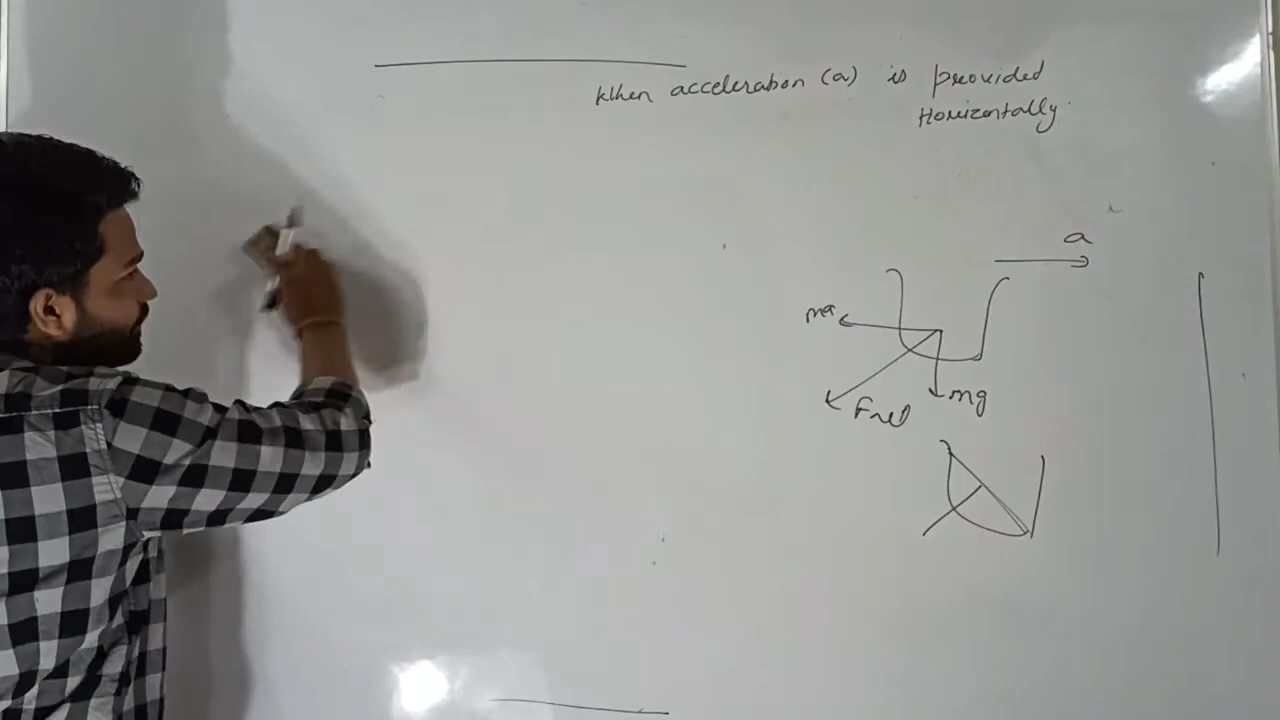 When acceleration (a) is provided
Horizontally.
a
ma
mg
Fnet